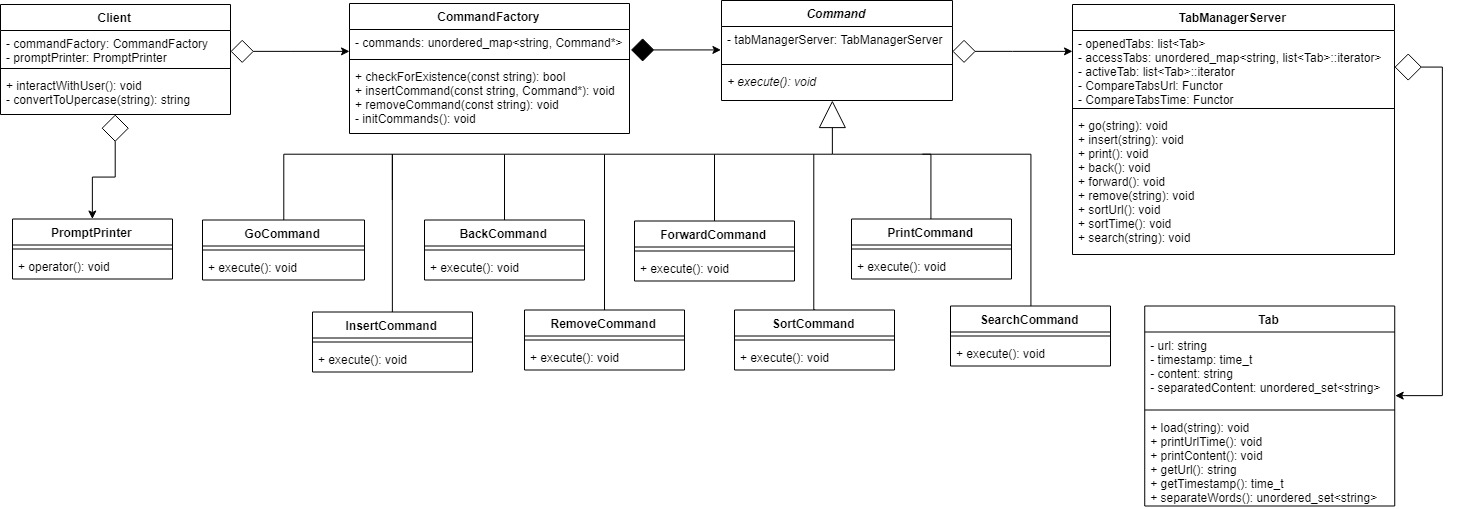 Client
- commandFactory: CommandFactory
- promptPrinter: PromptPrinter
+ interactWithUser(): void
- convertToUpercase(string): string
CommandFactory
- commands: unordered_map<string, Command*>
+ checkForExistence(const string): bool
+ insertCommand(const string, Command*): void
+ removeCommand(const string): void
- initCommands(): void
Command
- tabManagerServer: TabManagerServer
+ execute(): void
TabManagerServer
- openedTabs: list<Tab>
- accessTabs: unordered_map<string, list<Tab>::iterator>
- activeTab: list<Tab>::iterator
- CompareTabsUrl: Functor
- CompareTabsTime: Functor
+ go(string): void
+ insert(string): void
+ print(): void
+ back(): void
+ forward(): void
+ remove(string): void
+ sortUrl(): void
+ sortTime(): void
+ search(string): void
PromptPrinter
+ operator(): void
GoCommand
+ execute(): void
BackCommand
+ execute(): void
ForwardCommand
+ execute(): void
PrintCommand
+ execute(): void
InsertCommand
+ execute(): void
RemoveCommand
+ execute(): void
SortCommand
+ execute(): void
SearchCommand
+ execute(): void
Tab
- url: string
- timestamp: time_t
- content: string
- separatedContent: unordered_set<string>
+ load(string): void
+ printUrlTime(): void
+ printContent(): void
+ getUrl(): string
+ getTimestamp(): time_t
+ separateWords(): unordered_set<string>